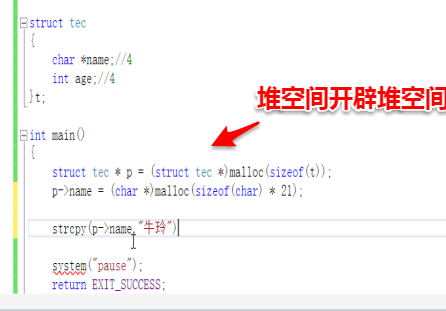 struct tec
{
char *name;//4
int age;//4
}t;
堆空间开辟堆空间
int main()
{
struct tec * p = (struct tec *)malloc(sizeof(t));
p->name = (char *)malloc(sizeof(char) * 21);
strcpy(p->name,"牛玲")
system("pause");
return EXIT_SUCCESS;